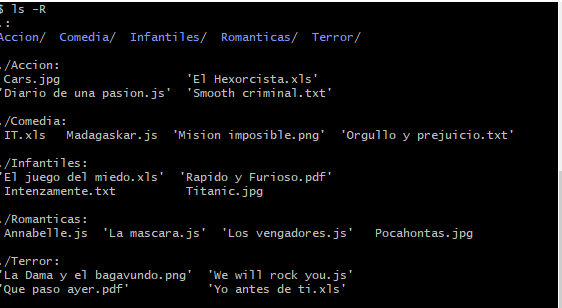 $ ls -R
.:
Accion/  Comedia/  Infantiles/  Romanticas/  Terror/

./Accion:
 Cars.jpg                 'El Hexorcista.xls'
'Diario de una pasion.js'  'Smooth criminal.txt'

./Comedia:
 IT.xls   Madagaskar.js  'Mision imposible.png'  'Orgullo y prejuicio.txt'

./Infantiles:
'El juego del miedo.xls'  'Rapido y Furioso.pdf'
 Intenzamente.txt          Titanic.jpg

./Romanticas:
 Annabelle.js  'La mascara.js'  'Los vengadores.js'   Pocahontas.jpg

./Terror:
'La Dama y el bagavundo.png'  'We will rock you.js'
'Que paso ayer.pdf'           'Yo antes de ti.xls'